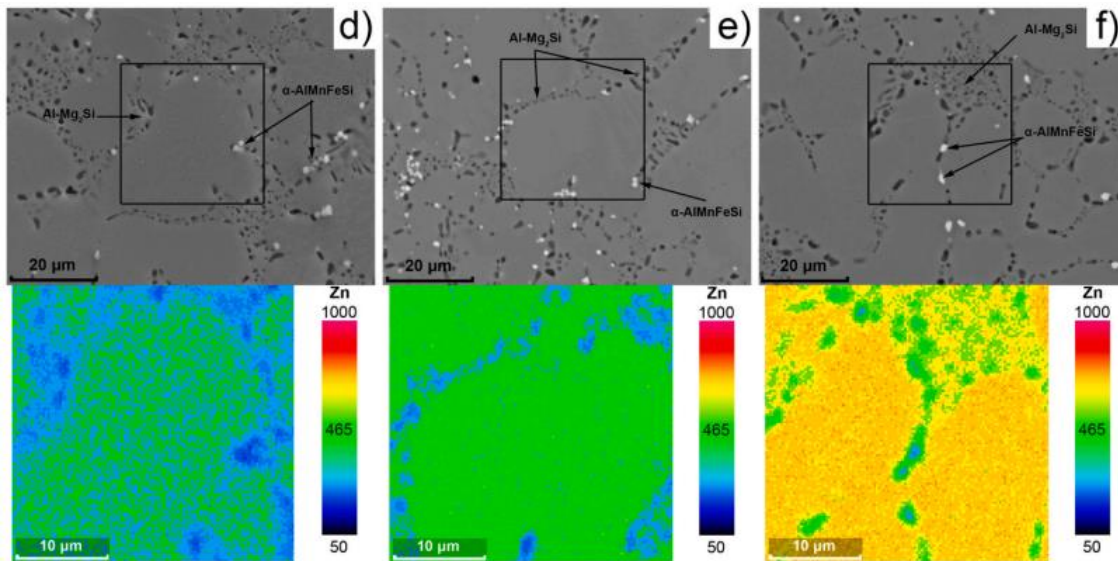 d)
Al-Mg₂Si
α-AlMnFeSi
20 µm
e)
Al-Mg₂Si
α-AlMnFeSi
20 µm
f)
Al-Mg₂Si
α-AlMnFeSi
20 µm
Zn
1000
465
50
10 µm
Zn
1000
465
50
10 µm
Zn
1000
465
50
10 µm